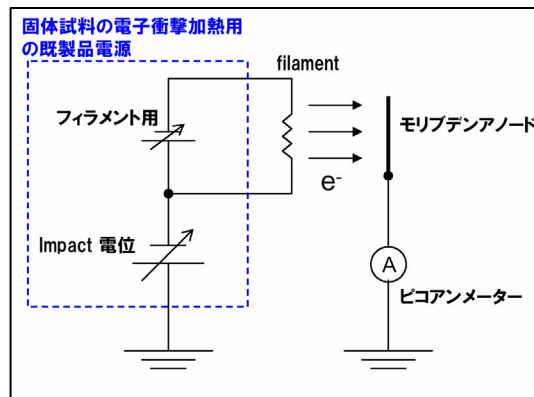 固体試料の電子衝撃加熱用
の既製品電源
filament
フィラメント用
モリブデンアノード
e-
Impact 電位
A
ピコアンメーター